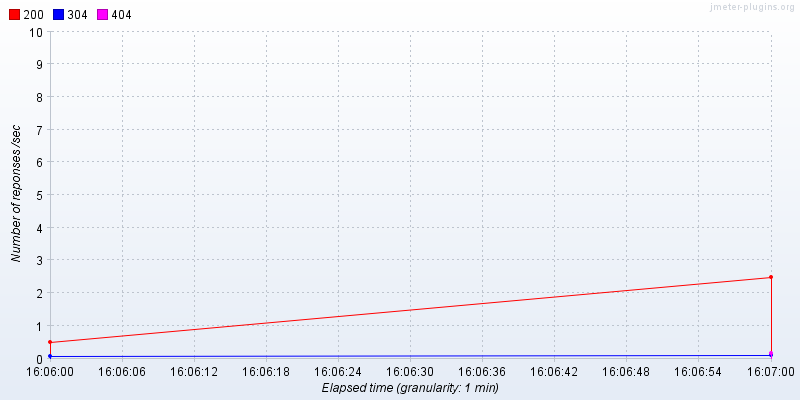 200 304 404
jmeter-plugins.org
10
9
8
7
6
5
4
3
2
1
0
Number of reponses /sec
16:06:00 16:06:06 16:06:12 16:06:18 16:06:24 16:06:30 16:06:36 16:06:42 16:06:48 16:06:54 16:07:00
Elapsed time (granularity: 1 min)